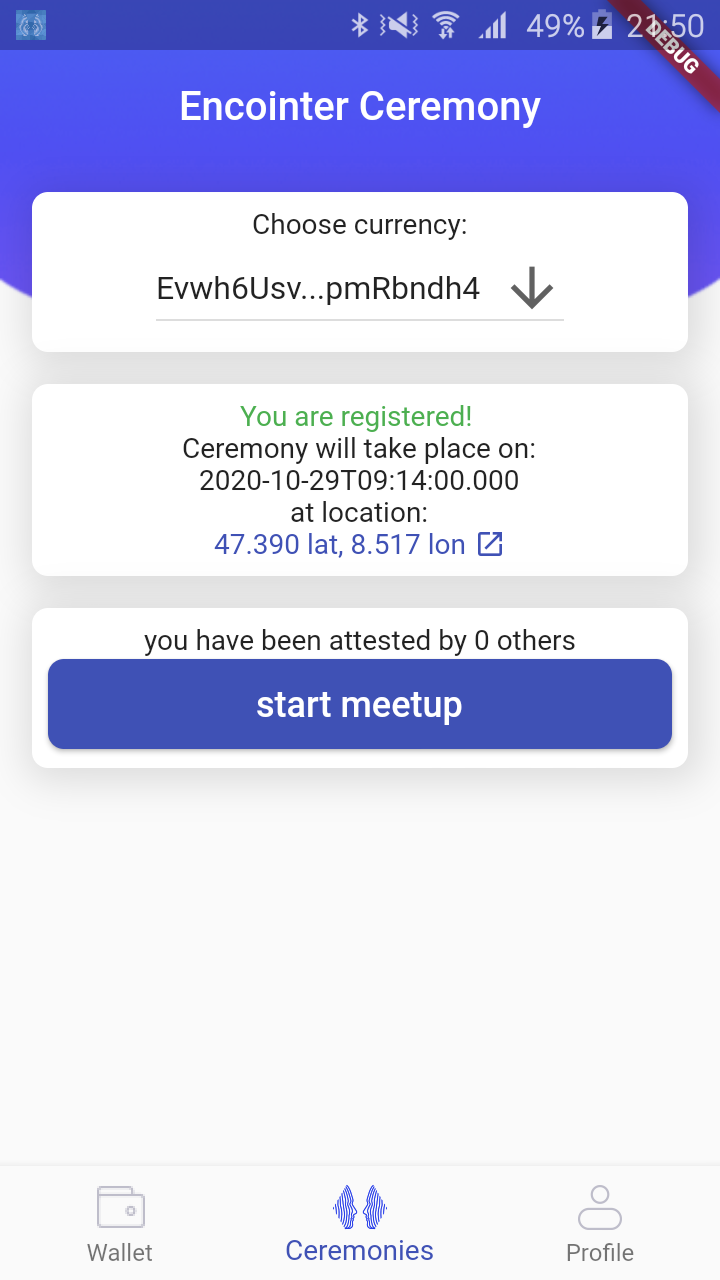 49% 21:50
DEBUG
Encointer Ceremony
Choose currency:
Evwh6Usv...pmRbndh4
You are registered!
Ceremony will take place on:
2020-10-29T09:14:00.000
at location:
47.390 lat, 8.517 lon
you have been attested by 0 others
start meetup
Wallet
Ceremonies
Profile